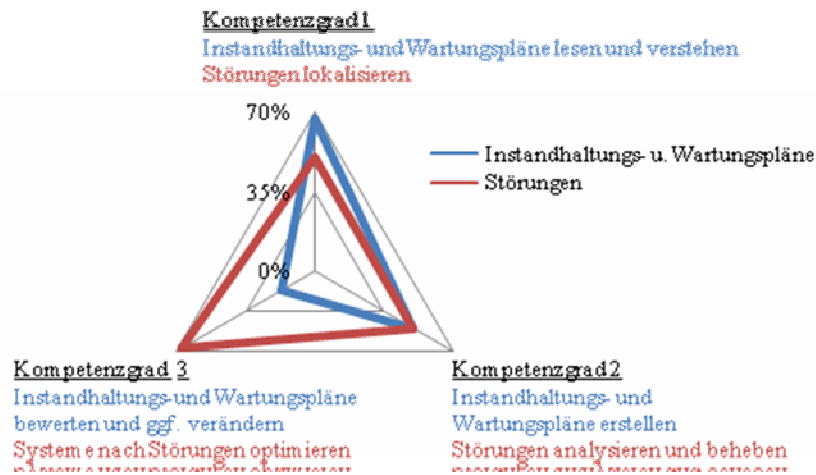 Kompetenzgrad 1
Instandhaltungs- und Wartungspläne lesen und verstehen
Störungen lokalisieren
70%
Instandhaltungs- u. Wartungspläne
Störungen
35%
0%
Kompetenzgrad 3
Instandhaltungs- und Wartungspläne
bewerten und ggf. verändern
Systeme nach Störungen optimieren
Kompetenzgrad 2
Instandhaltungs- und
Wartungspläne erstellen
Störungen analysieren und beheben